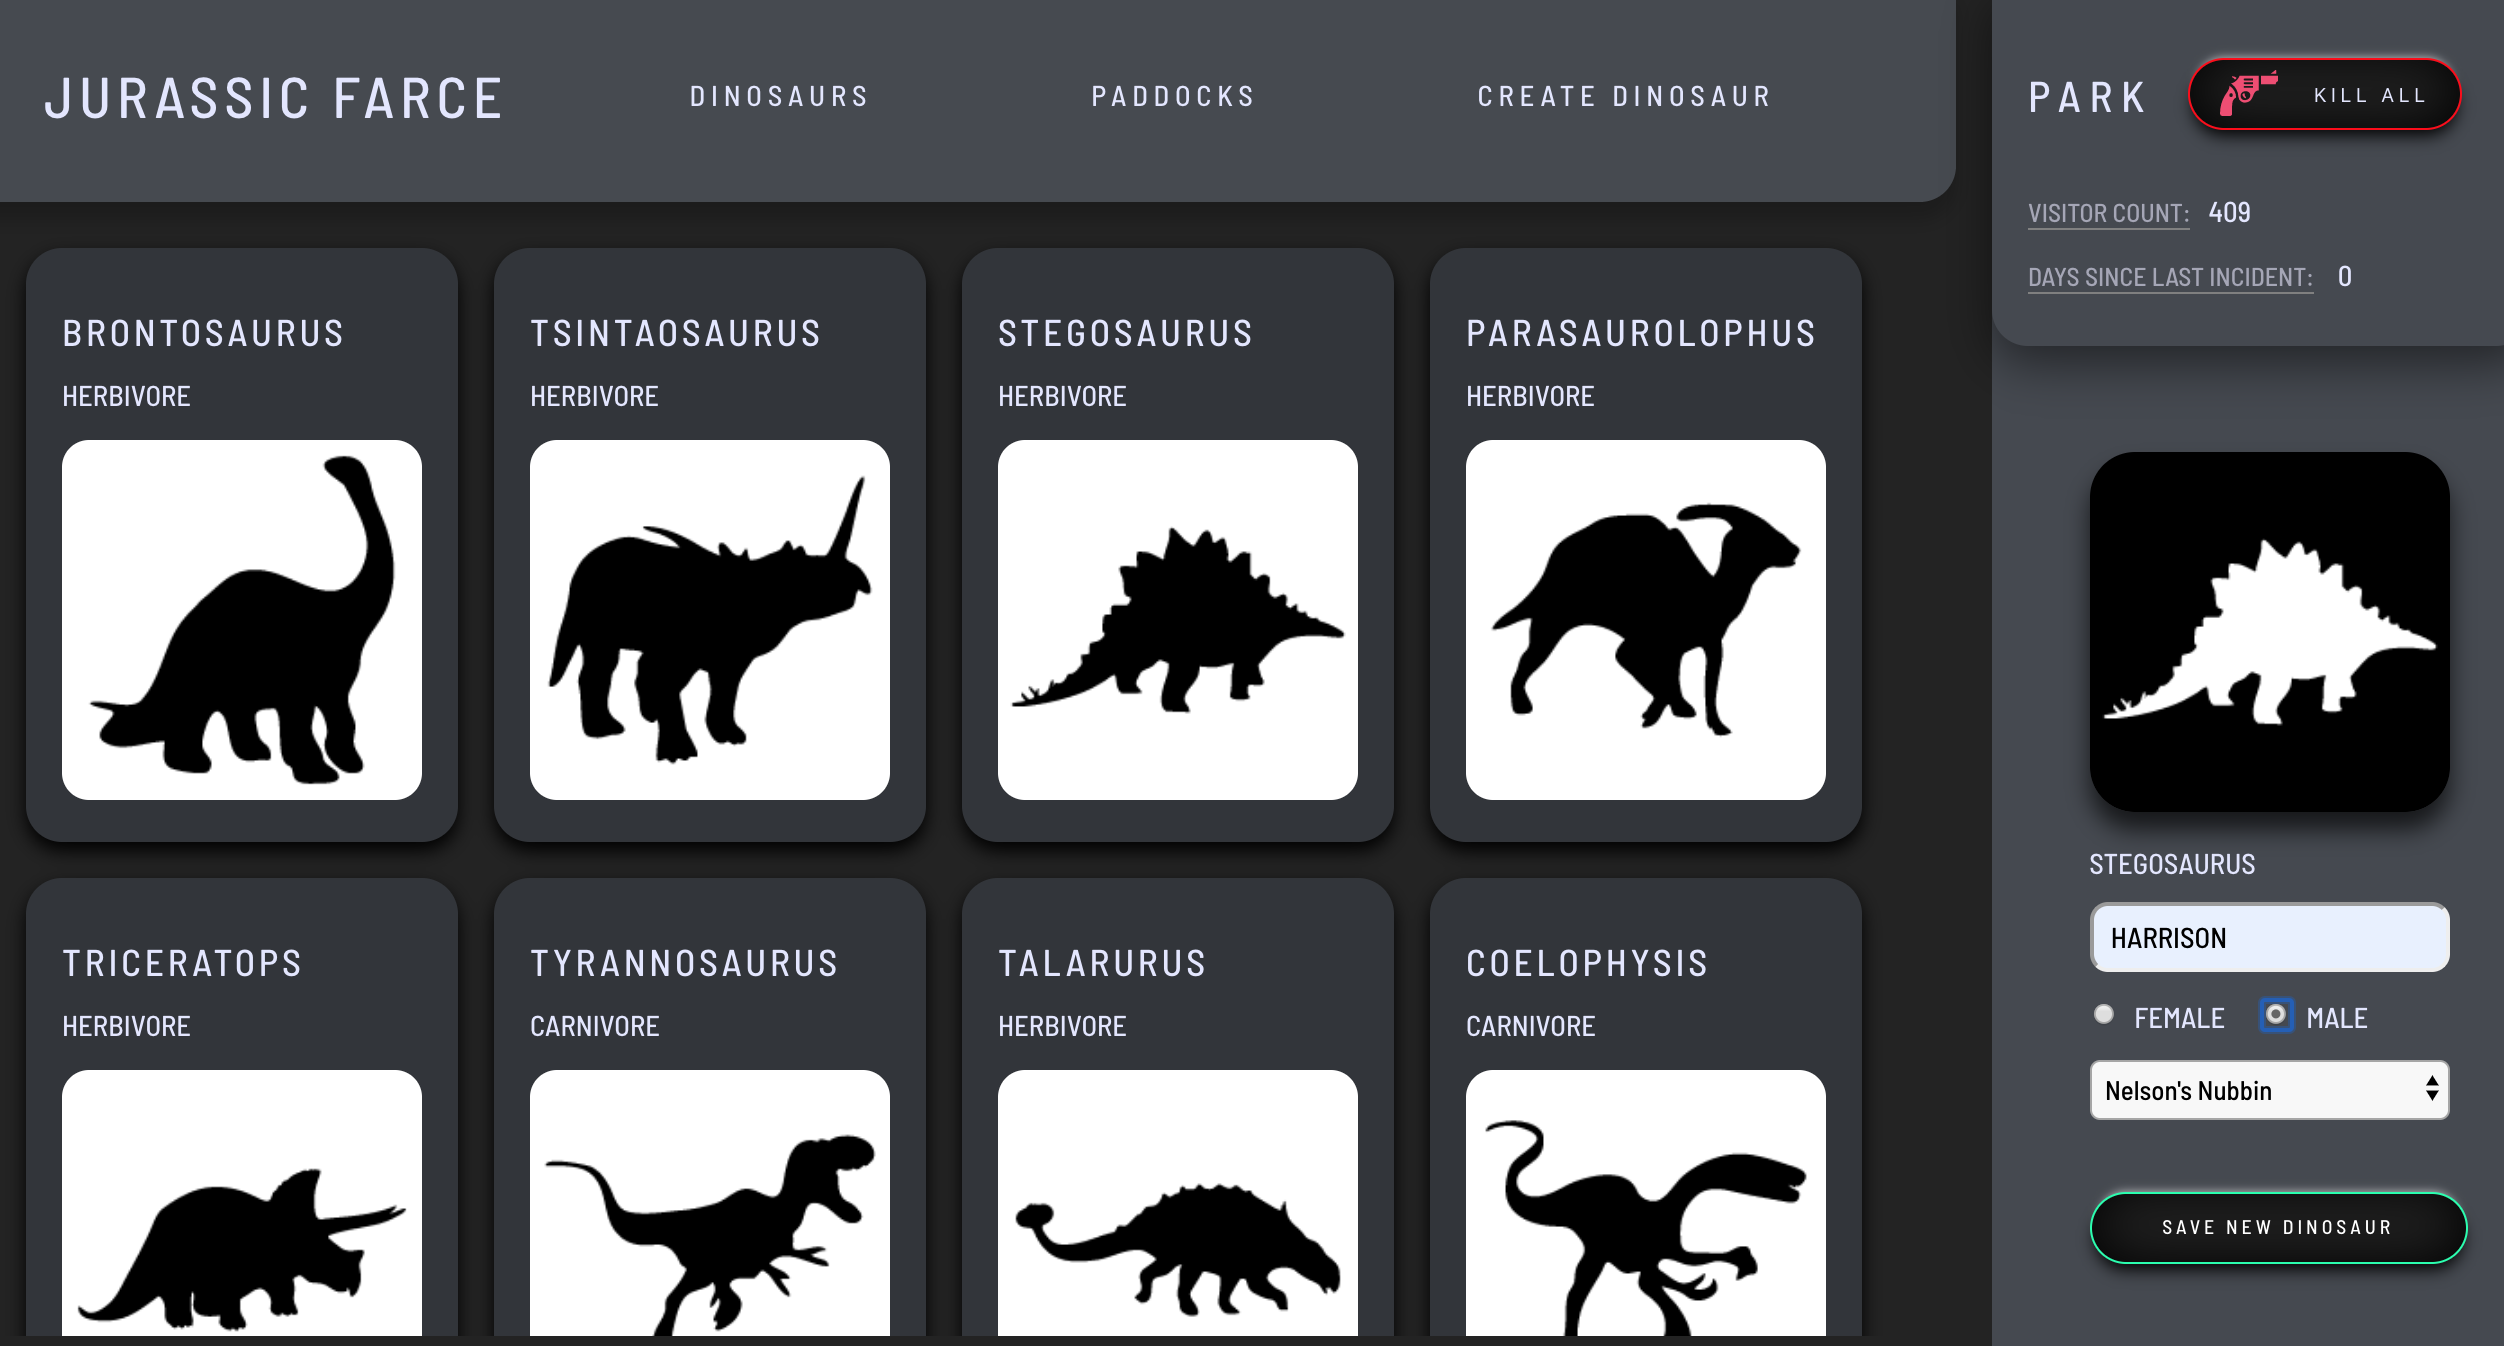 JURASSIC FARCE
DINOSAURS
PADDOCKS
CREATE DINOSAUR
PARK
KILL ALL
VISITOR COUNT: 409
DAYS SINCE LAST INCIDENT: 0
BRONTOSAURUS
HERBIVORE
TSINTAOSAURUS
HERBIVORE
STEGOSAURUS
HERBIVORE
PARASAUROLOPHUS
HERBIVORE
TRICERATOPS
HERBIVORE
TYRANNOSAURUS
CARNIVORE
TALARURUS
HERBIVORE
COELOPHYSIS
CARNIVORE
STEGOSAURUS
HARRISON
FEMALE MALE
Nelson's Nubbin
SAVE NEW DINOSAUR